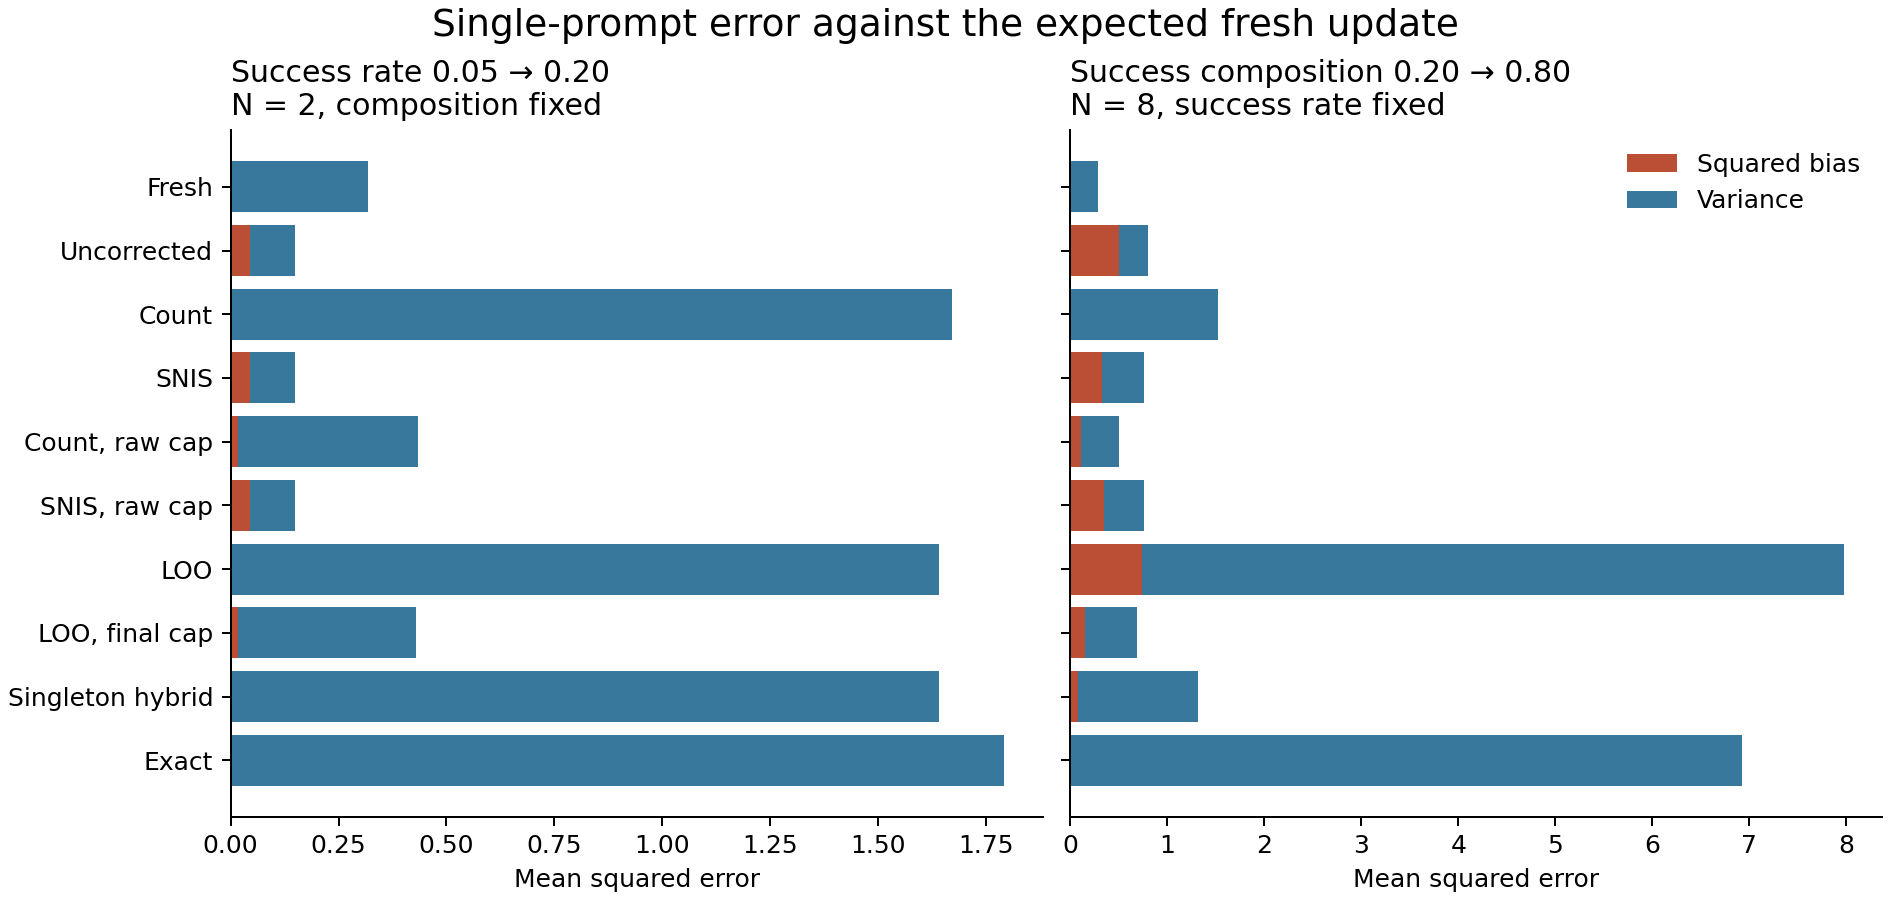 Single-prompt error against the expected fresh update
Success rate 0.05 → 0.20
N = 2, composition fixed
Fresh
Uncorrected
Count
SNIS
Count, raw cap
SNIS, raw cap
LOO
LOO, final cap
Singleton hybrid
Exact
0.00 0.25 0.50 0.75 1.00 1.25 1.50 1.75
Mean squared error
Success composition 0.20 → 0.80
N = 8, success rate fixed
Squared bias
Variance
0 1 2 3 4 5 6 7 8
Mean squared error